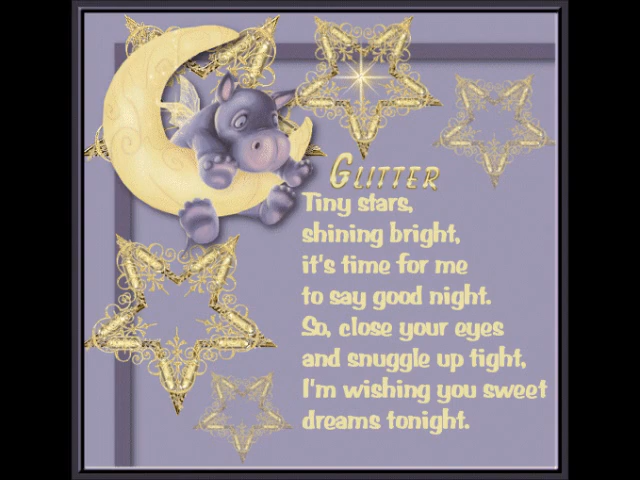 GLITTER
Tiny stars,
shining bright,
it's time for me
to say good night.
So, close your eyes
and snuggle up tight,
I'm wishing you sweet
dreams tonight.